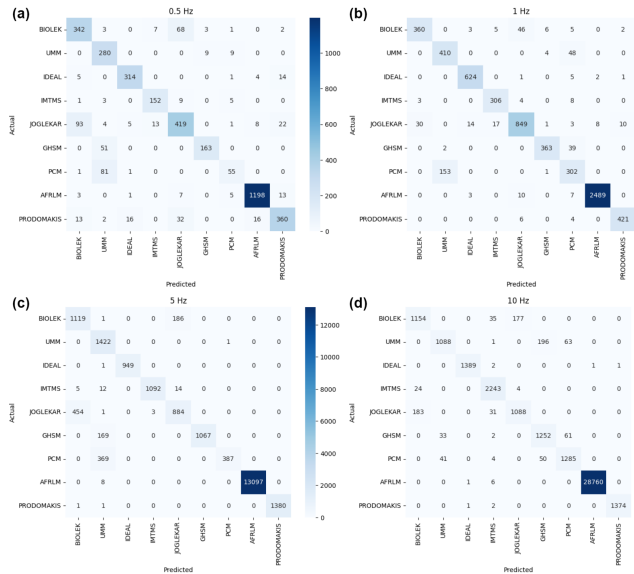 (a)
0.5 Hz
Actual
BIOLEK 342 3 0 7 68 3 1 0 2
UMM 0 280 0 0 0 9 9 0 0
IDEAL 5 0 314 0 0 0 1 4 14
IMTMS 1 3 0 152 9 0 5 0 0
JOGLEKAR 93 4 5 13 419 0 1 8 22
GHSM 0 51 0 0 0 163 0 0 0
PCM 1 81 1 0 0 0 55 0 0
AFRLM 3 0 1 0 7 0 5 1198 13
PRODOMAKIS 13 2 16 0 32 0 0 16 360
BIOLEK UMM IDEAL IMTMS JOGLEKAR GHSM PCM AFRLM PRODOMAKIS
Predicted
1000
800
600
400
200
0
(b)
1 Hz
Actual
BIOLEK 360 0 3 5 46 6 5 0 2
UMM 0 410 0 0 0 4 48 0 0
IDEAL 0 0 624 0 0 0 5 2 1
IMTMS 3 0 0 306 4 0 8 0 0
JOGLEKAR 30 0 14 17 849 0 3 8 10
GHSM 0 2 0 0 0 363 39 0 0
PCM 0 153 0 0 0 1 302 0 0
AFRLM 0 0 3 0 10 0 7 2489 0
PRODOMAKIS 0 0 0 0 6 0 4 0 421
BIOLEK UMM IDEAL IMTMS JOGLEKAR GHSM PCM AFRLM PRODOMAKIS
Predicted
(c)
5 Hz
Actual
BIOLEK 1119 1 0 0 186 0 0 0 0
UMM 0 1422 0 0 0 0 1 0 0
IDEAL 0 1 949 0 0 0 0 0 0
IMTMS 5 12 0 1092 14 0 0 0 0
JOGLEKAR 454 1 0 3 884 0 0 0 0
GHSM 0 169 0 0 0 1067 0 0 0
PCM 0 369 0 0 0 0 387 0 0
AFRLM 0 8 0 0 0 0 0 13097 0
PRODOMAKIS 1 1 0 0 0 0 0 0 1380
BIOLEK UMM IDEAL IMTMS JOGLEKAR GHSM PCM AFRLM PRODOMAKIS
Predicted
12000
10000
8000
6000
4000
2000
0
(d)
10 Hz
Actual
BIOLEK 1154 0 0 35 177 0 0 0 0
UMM 0 1088 0 0 0 196 63 0 0
IDEAL 0 0 1389 2 0 0 0 1 1
IMTMS 24 0 0 2243 4 0 0 0 0
JOGLEKAR 183 0 0 31 1088 0 0 0 0
GHSM 0 33 0 2 0 1252 61 0 0
PCM 0 41 0 4 0 50 1285 0 0
AFRLM 0 0 1 6 0 0 0 28760 0
PRODOMAKIS 0 0 1 2 0 0 0 0 1374
BIOLEK UMM IDEAL IMTMS JOGLEKAR GHSM PCM AFRLM PRODOMAKIS
Predicted